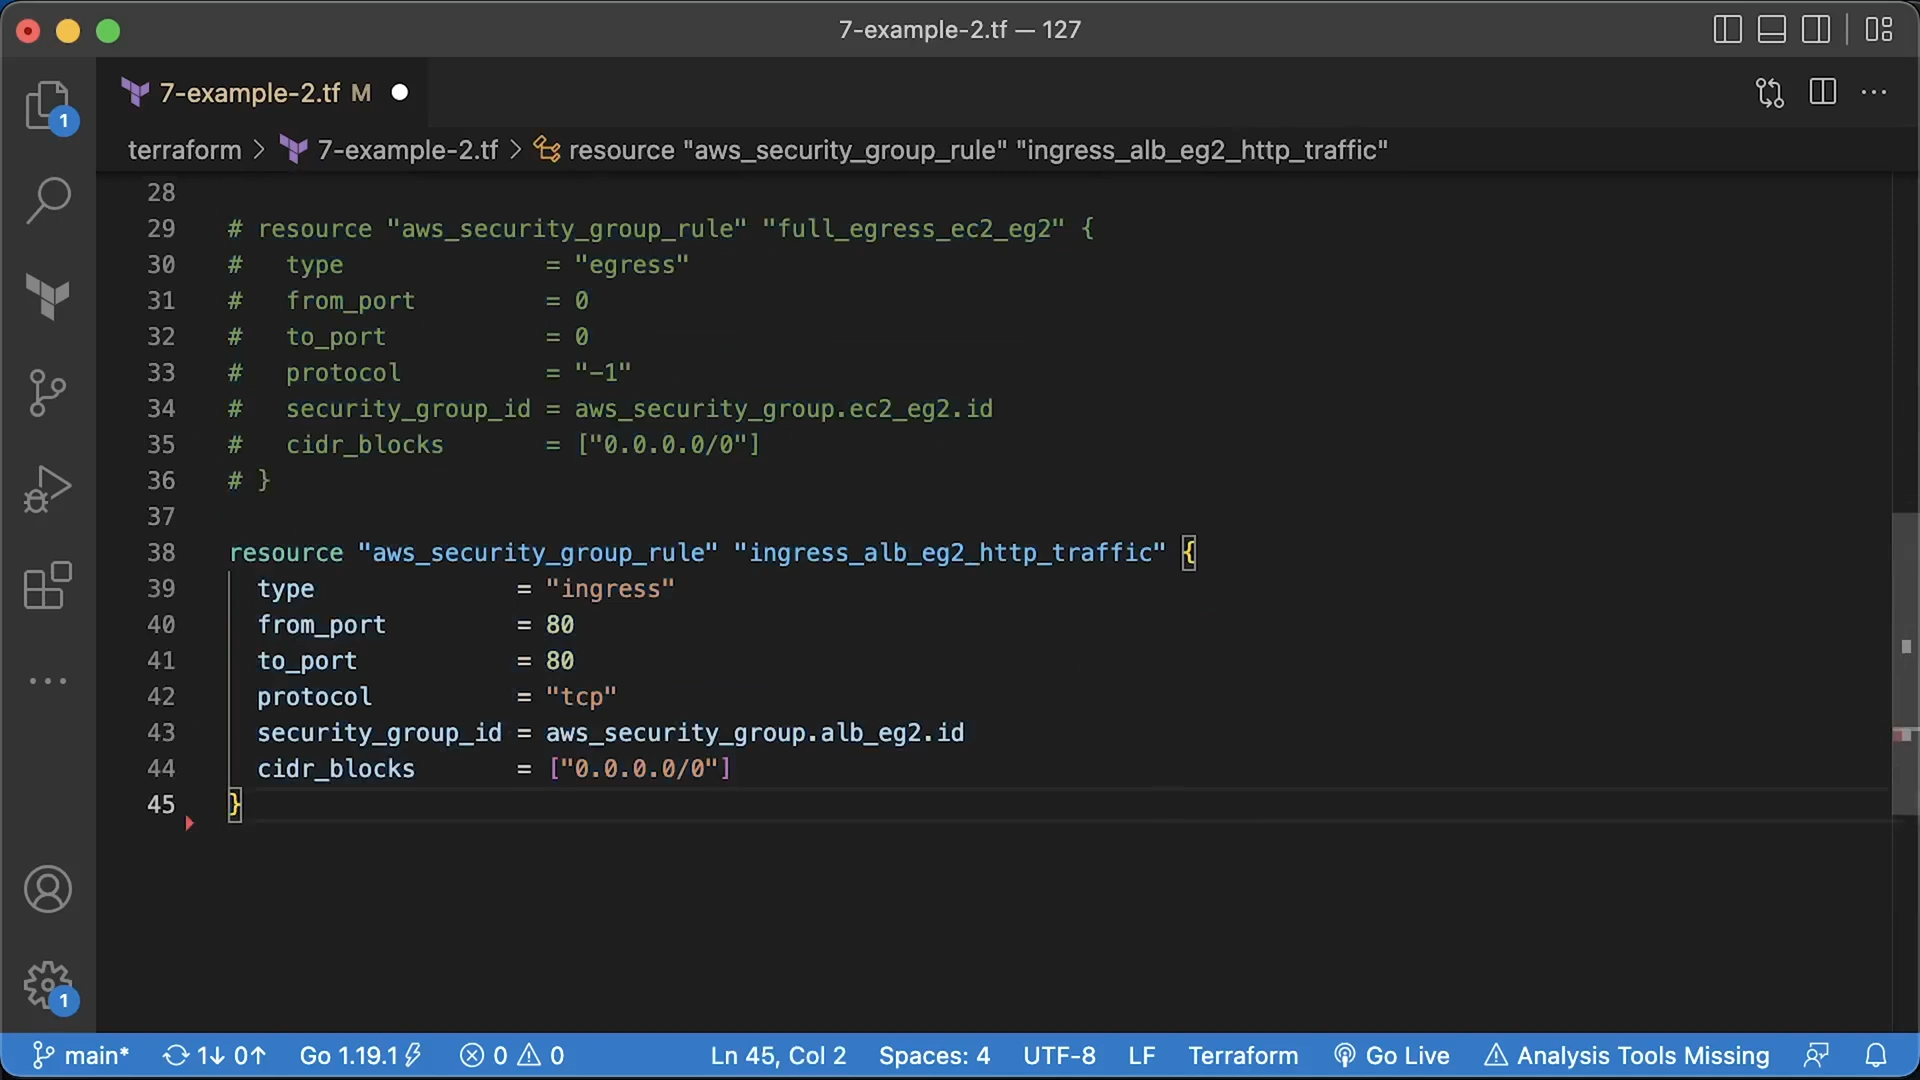 7-example-2.tf — 127
7-example-2.tf M
terraform > 7-example-2.tf > resource "aws_security_group_rule" "ingress_alb_eg2_http_traffic"
28
29 # resource "aws_security_group_rule" "full_egress_ec2_eg2" {
30 #   type              = "egress"
31 #   from_port         = 0
32 #   to_port           = 0
33 #   protocol          = "-1"
34 #   security_group_id = aws_security_group.ec2_eg2.id
35 #   cidr_blocks       = ["0.0.0.0/0"]
36 # }
37
38 resource "aws_security_group_rule" "ingress_alb_eg2_http_traffic" {
39   type              = "ingress"
40   from_port         = 80
41   to_port           = 80
42   protocol          = "tcp"
43   security_group_id = aws_security_group.alb_eg2.id
44   cidr_blocks       = ["0.0.0.0/0"]
45 }
1
1
main* 1↓ 0↑ Go 1.19.1 0 0 Ln 45, Col 2 Spaces: 4 UTF-8 LF Terraform Go Live Analysis Tools Missing